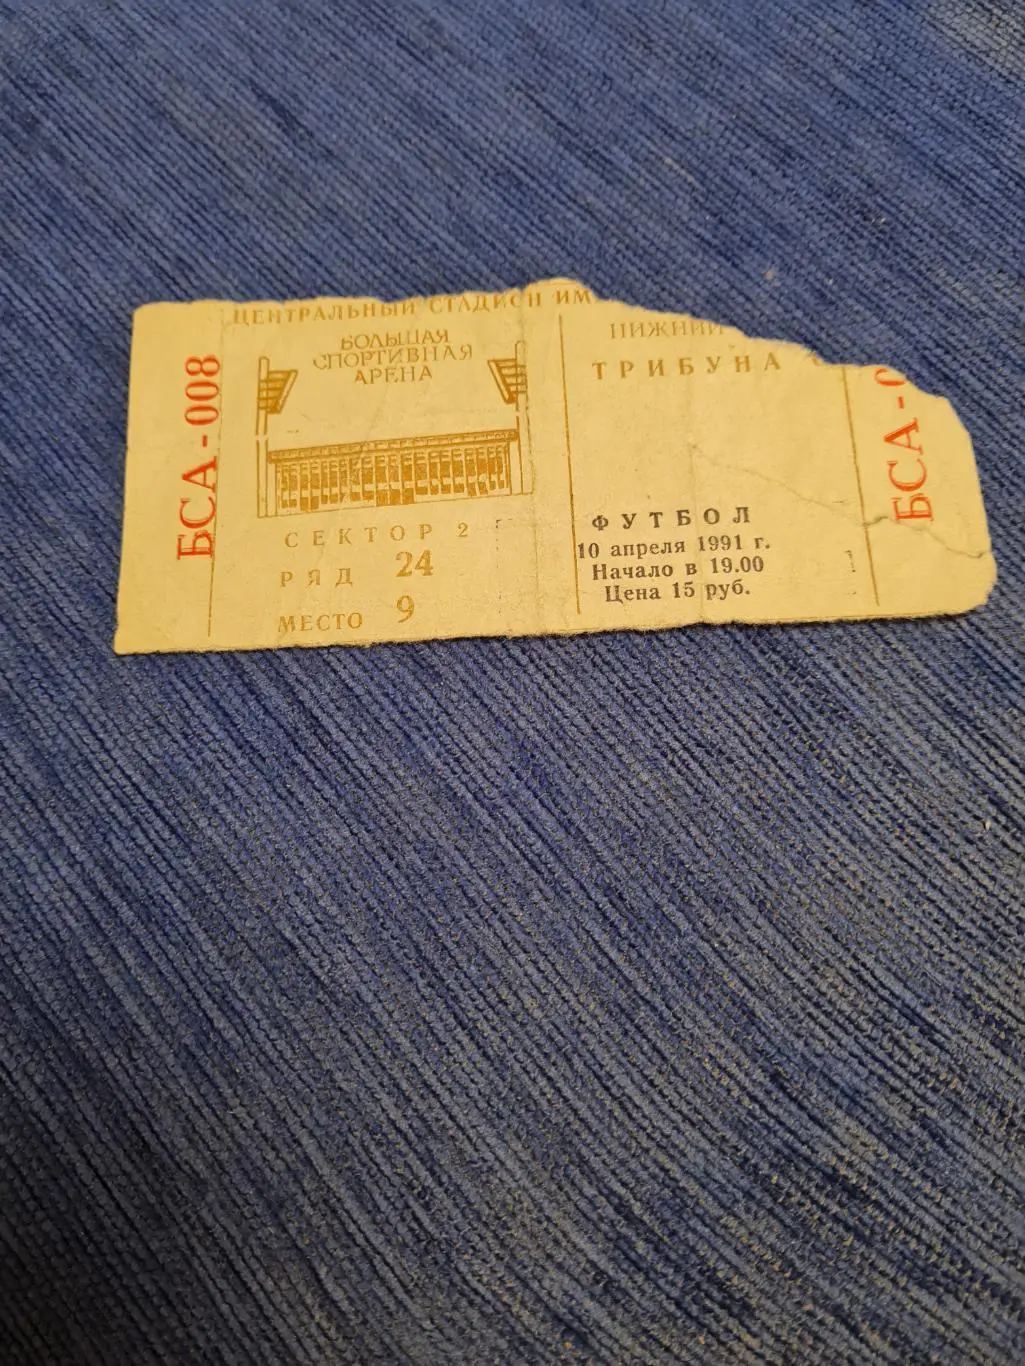 БСА-008
ЦЕНТРАЛЬНЫЙ СТАДИОН ИМ
БОЛЬШАЯ
СПОРТИВНАЯ
АРЕНА
СЕКТОР 2
РЯД 24
МЕСТО 9
НИЖНИЙ
ТРИБУНА
ФУТБОЛ
10 апреля 1991 г.
Начало в 19.00
Цена 15 руб.
БСА-0